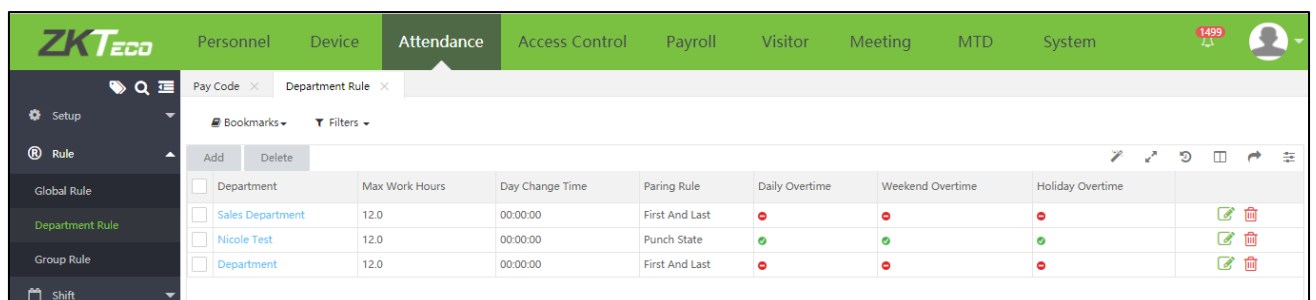 ZKTeco Personnel Device Attendance Access Control Payroll Visitor Meeting MTD System 1499
Pay Code Department Rule
Setup
Bookmarks Filters
Rule
Add Delete
Global Rule
Department Max Work Hours Day Change Time Paring Rule Daily Overtime Weekend Overtime Holiday Overtime
Sales Department 12.0 00:00:00 First And Last
Department Rule
Nicole Test 12.0 00:00:00 Punch State
Group Rule
Department 12.0 00:00:00 First And Last
Shift